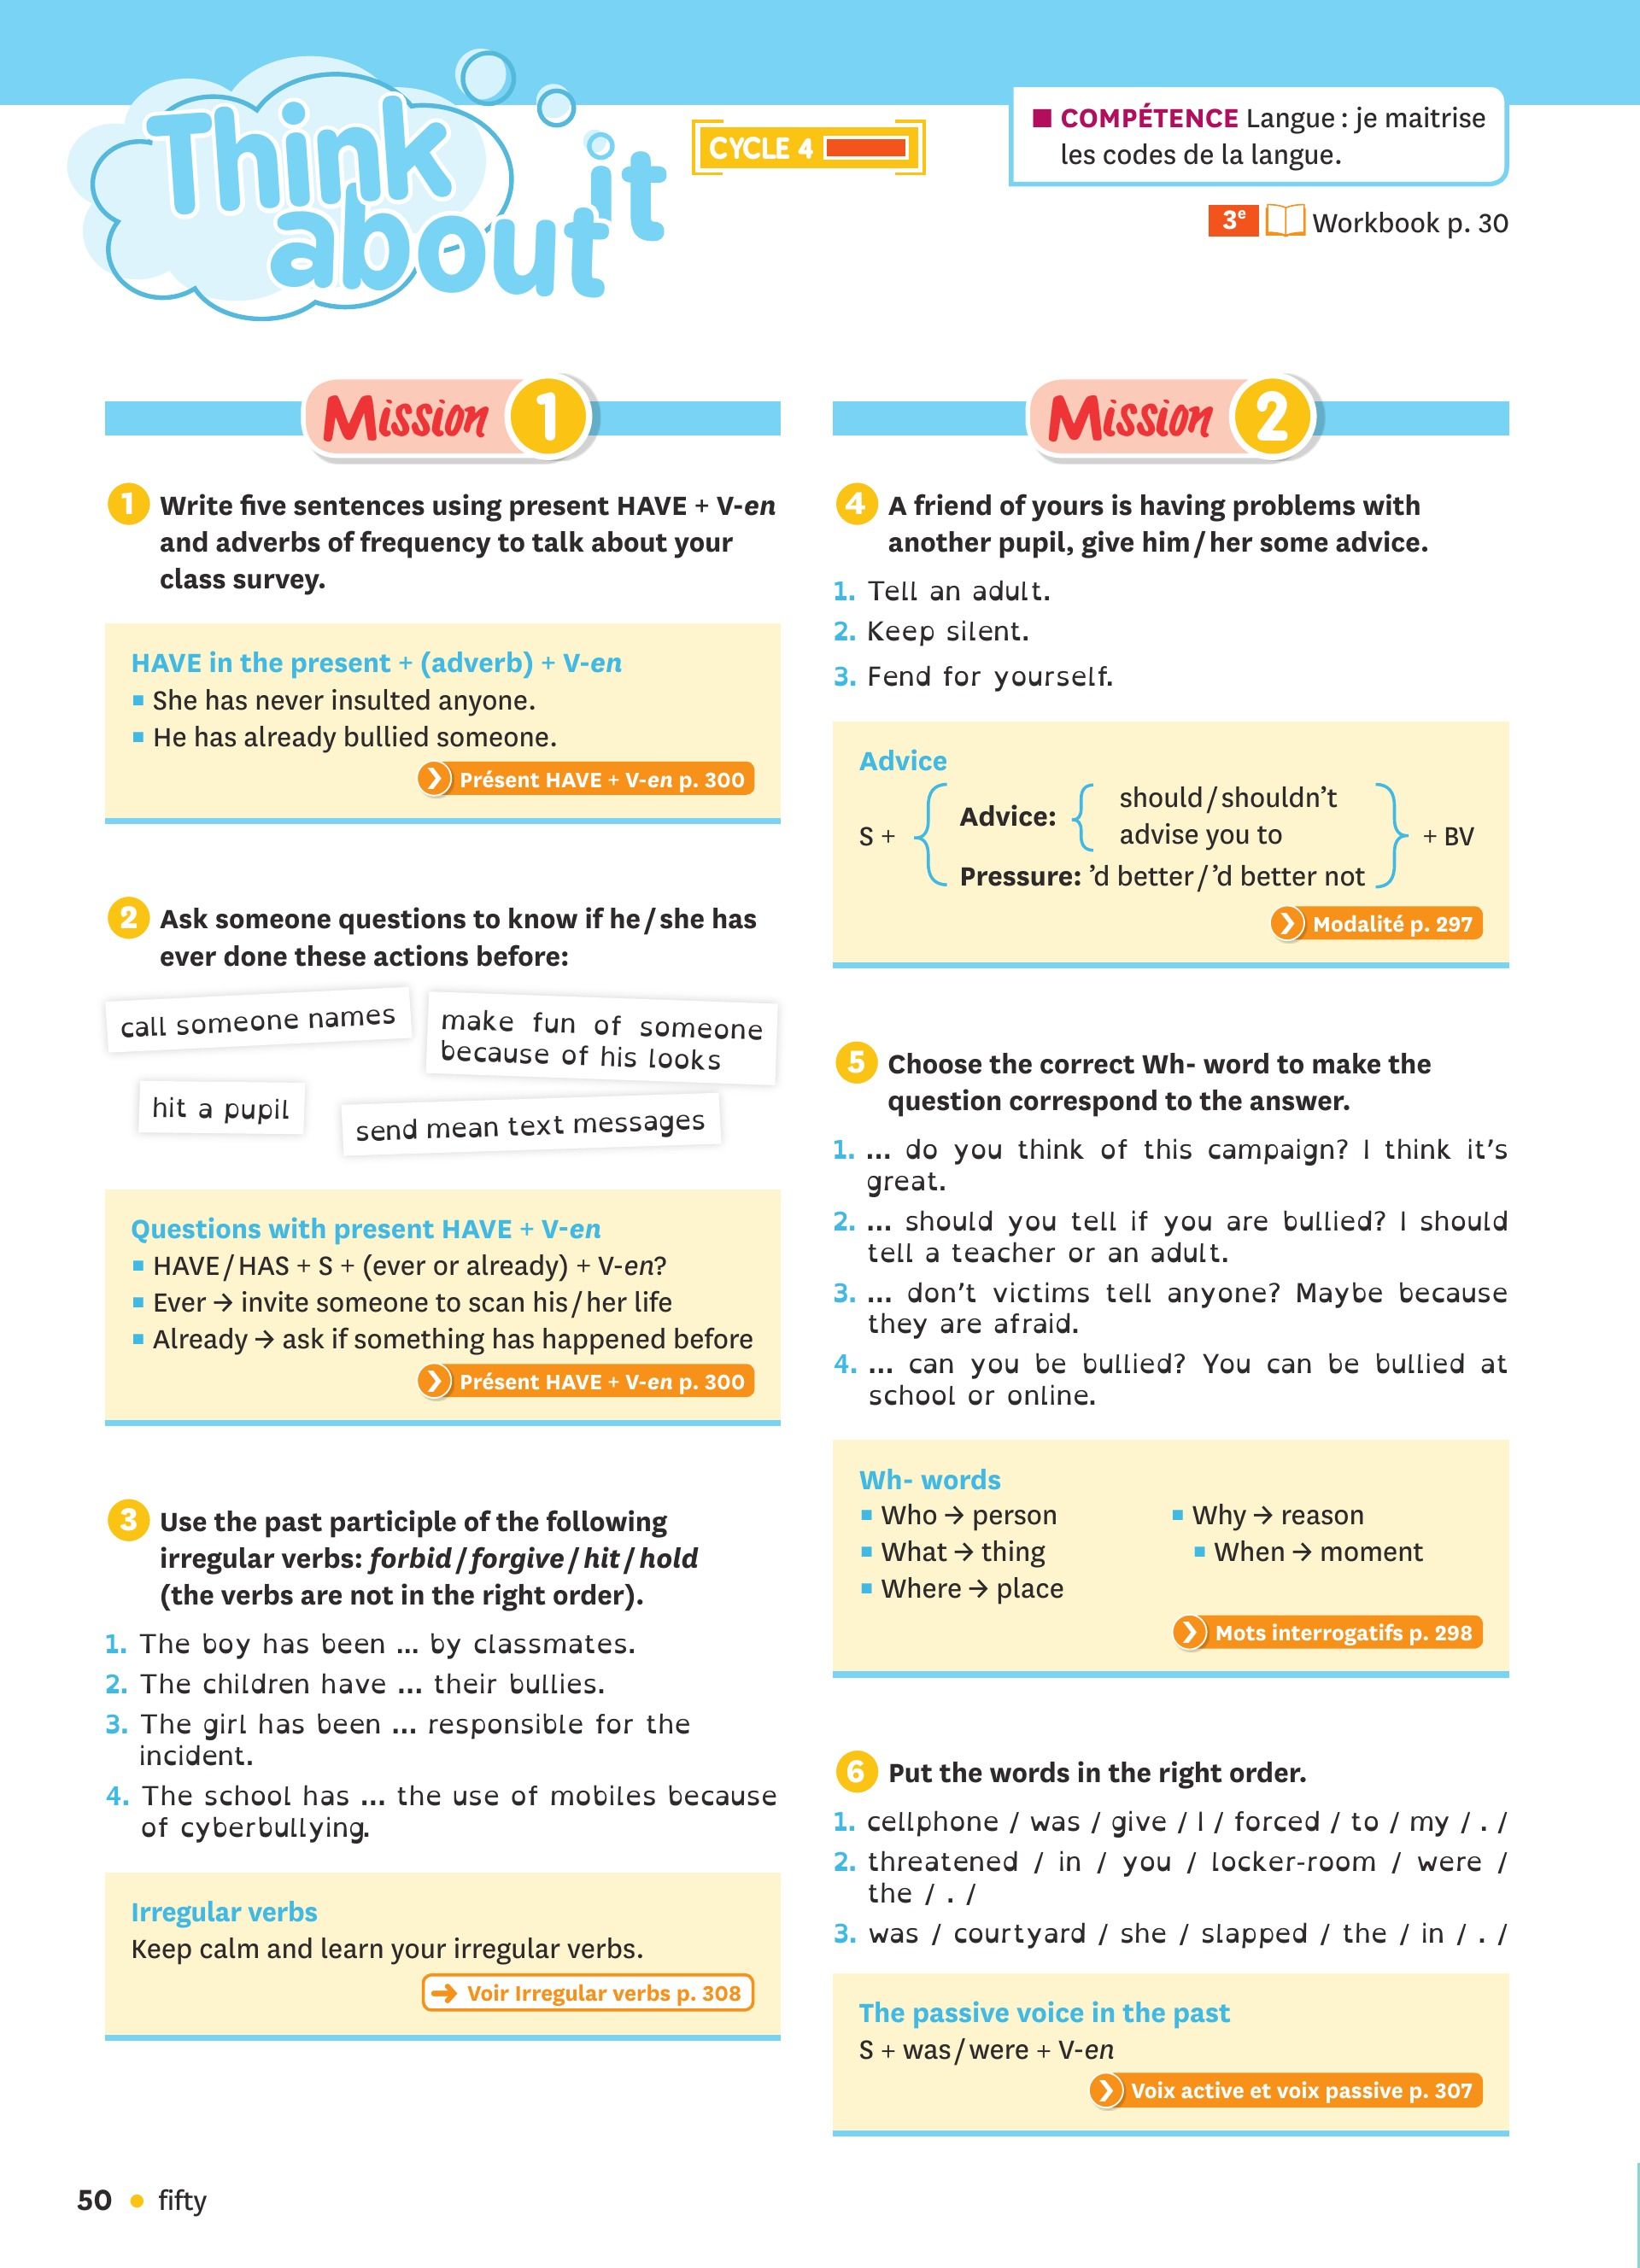 Think
about it
CYCLE 4
■ COMPÉTENCE Langue : je maitrise
les codes de la langue.
3e Workbook p. 30
Mission 1
1 Write five sentences using present HAVE + V-en
and adverbs of frequency to talk about your
class survey.
HAVE in the present + (adverb) + V-en
▪ She has never insulted anyone.
▪ He has already bullied someone.
Présent HAVE + V-en p. 300
2 Ask someone questions to know if he / she has
ever done these actions before:
call someone names
make fun of someone
because of his looks
hit a pupil
send mean text messages
Questions with present HAVE + V-en
▪ HAVE / HAS + S + (ever or already) + V-en?
▪ Ever → invite someone to scan his / her life
▪ Already → ask if something has happened before
Présent HAVE + V-en p. 300
3 Use the past participle of the following
irregular verbs: forbid / forgive / hit / hold
(the verbs are not in the right order).
1. The boy has been ... by classmates.
2. The children have ... their bullies.
3. The girl has been ... responsible for the
incident.
4. The school has ... the use of mobiles because
of cyberbullying.
Irregular verbs
Keep calm and learn your irregular verbs.
Voir Irregular verbs p. 308
Mission 2
4 A friend of yours is having problems with
another pupil, give him / her some advice.
1. Tell an adult.
2. Keep silent.
3. Fend for yourself.
Advice
S + { Advice: { should / shouldn't
advise you to
Pressure: 'd better / 'd better not } + BV
Modalité p. 297
5 Choose the correct Wh- word to make the
question correspond to the answer.
1. ... do you think of this campaign? I think it's
great.
2. ... should you tell if you are bullied? I should
tell a teacher or an adult.
3. ... don't victims tell anyone? Maybe because
they are afraid.
4. ... can you be bullied? You can be bullied at
school or online.
Wh- words
▪ Who → person ▪ Why → reason
▪ What → thing ▪ When → moment
▪ Where → place
Mots interrogatifs p. 298
6 Put the words in the right order.
1. cellphone / was / give / I / forced / to / my / . /
2. threatened / in / you / locker-room / were /
the / . /
3. was / courtyard / she / slapped / the / in / . /
The passive voice in the past
S + was / were + V-en
Voix active et voix passive p. 307
50 • fifty